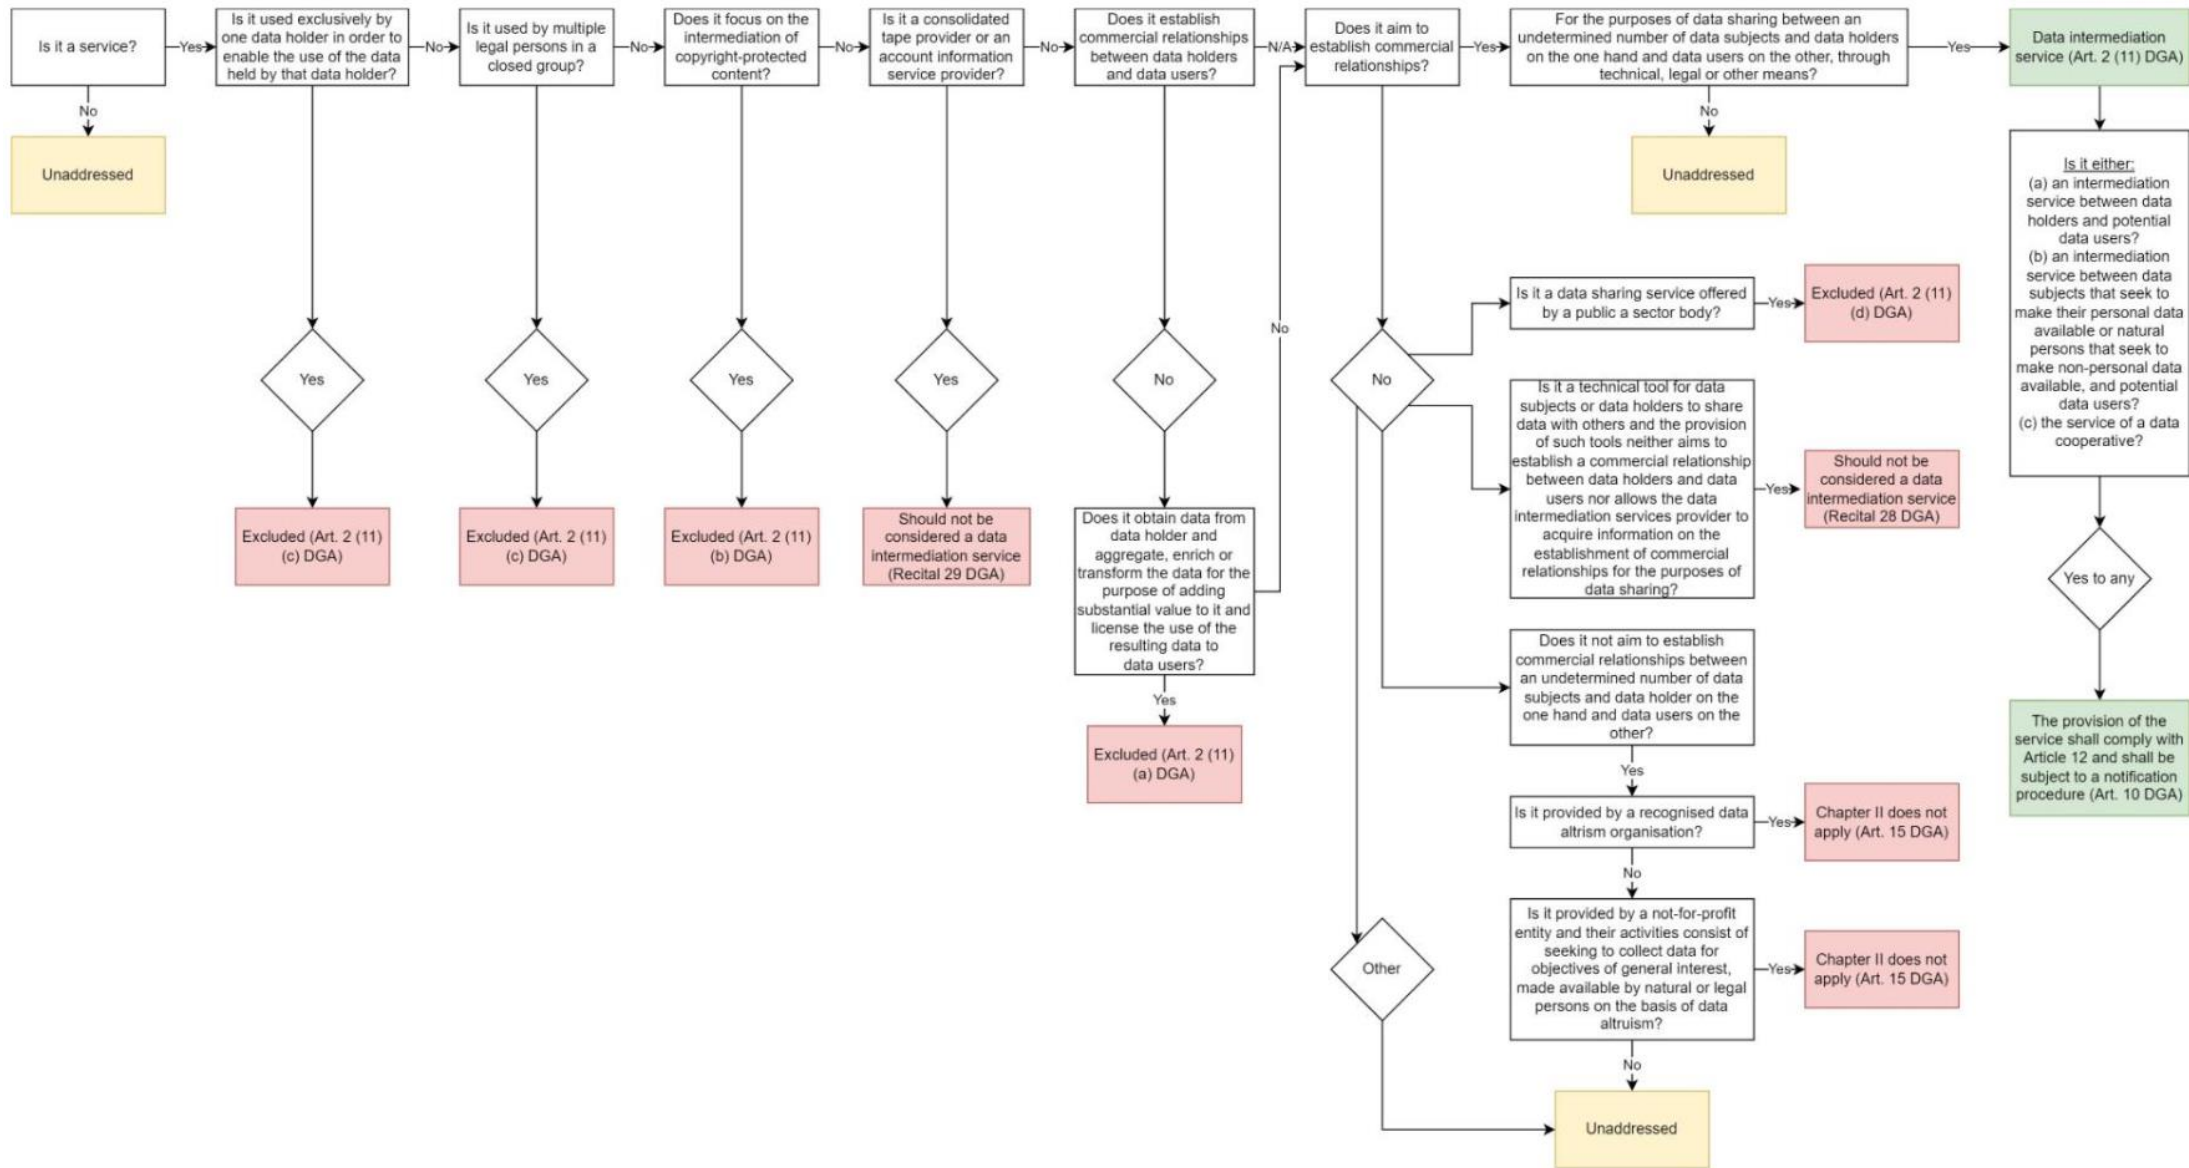 Is it a service?
Yes
No
Unaddressed
Is it used exclusively by
one data holder in order to
enable the use of the data
held by that data holder?
No
Yes
Excluded (Art. 2 (11)
(c) DGA)
Is it used by multiple
legal persons in a
closed group?
No
Yes
Excluded (Art. 2 (11)
(c) DGA)
Does it focus on the
intermediation of
copyright-protected
content?
No
Yes
Excluded (Art. 2 (11)
(b) DGA)
Is it a consolidated
tape provider or an
account information
service provider?
No
Yes
Should not be
considered a data
intermediation service
(Recital 29 DGA)
Does it establish
commercial relationships
between data holders
and data users?
N/A
No
Does it obtain data from
data holder and
aggregate, enrich or
transform the data for the
purpose of adding
substantial value to it and
license the use of the
resulting data to
data users?
No
Yes
Excluded (Art. 2 (11)
(a) DGA)
Does it aim to
establish commercial
relationships?
Yes
No
Other
For the purposes of data sharing between an
undetermined number of data subjects and data holders
on the one hand and data users on the other, through
technical, legal or other means?
Yes
No
Unaddressed
Is it a data sharing service offered
by a public a sector body?
Yes
Excluded (Art. 2 (11)
(d) DGA)
Is it a technical tool for data
subjects or data holders to share
data with others and the provision
of such tools neither aims to
establish a commercial relationship
between data holders and data
users nor allows the data
intermediation services provider to
acquire information on the
establishment of commercial
relationships for the purposes of
data sharing?
Yes
Should not be
considered a data
intermediation service
(Recital 28 DGA)
Does it not aim to establish
commercial relationships between
an undetermined number of data
subjects and data holder on the
one hand and data users on the
other?
Yes
Is it provided by a recognised data
altrism organisation?
Yes
Chapter II does not
apply (Art. 15 DGA)
No
Is it provided by a not-for-profit
entity and their activities consist of
seeking to collect data for
objectives of general interest,
made available by natural or legal
persons on the basis of data
altruism?
Yes
Chapter II does not
apply (Art. 15 DGA)
No
Unaddressed
Data intermediation
service (Art. 2 (11) DGA)
Is it either:
(a) an intermediation
service between data
holders and potential
data users?
(b) an intermediation
service between data
subjects that seek to
make their personal data
available or natural
persons that seek to
make non-personal data
available, and potential
data users?
(c) the service of a data
cooperative?
Yes to any
The provision of the
service shall comply with
Article 12 and shall be
subject to a notification
procedure (Art. 10 DGA)